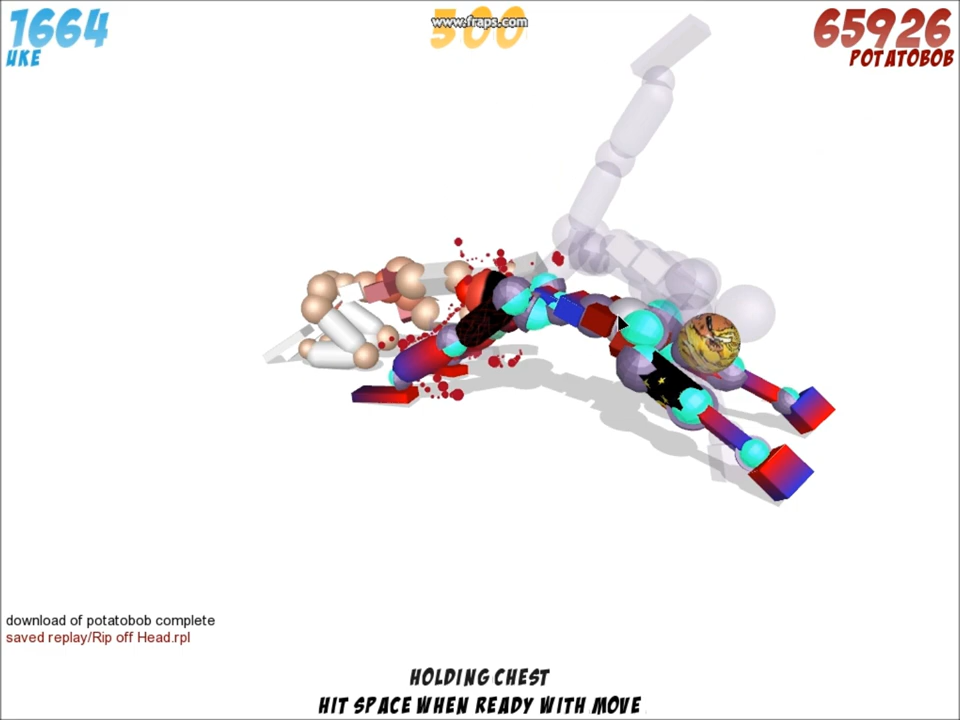 1664
UKE
www.fraps.com
500
65926
POTATOBOB
download of potatobob complete
saved replay/Rip off Head.rpl
HOLDING CHEST
HIT SPACE WHEN READY WITH MOVE